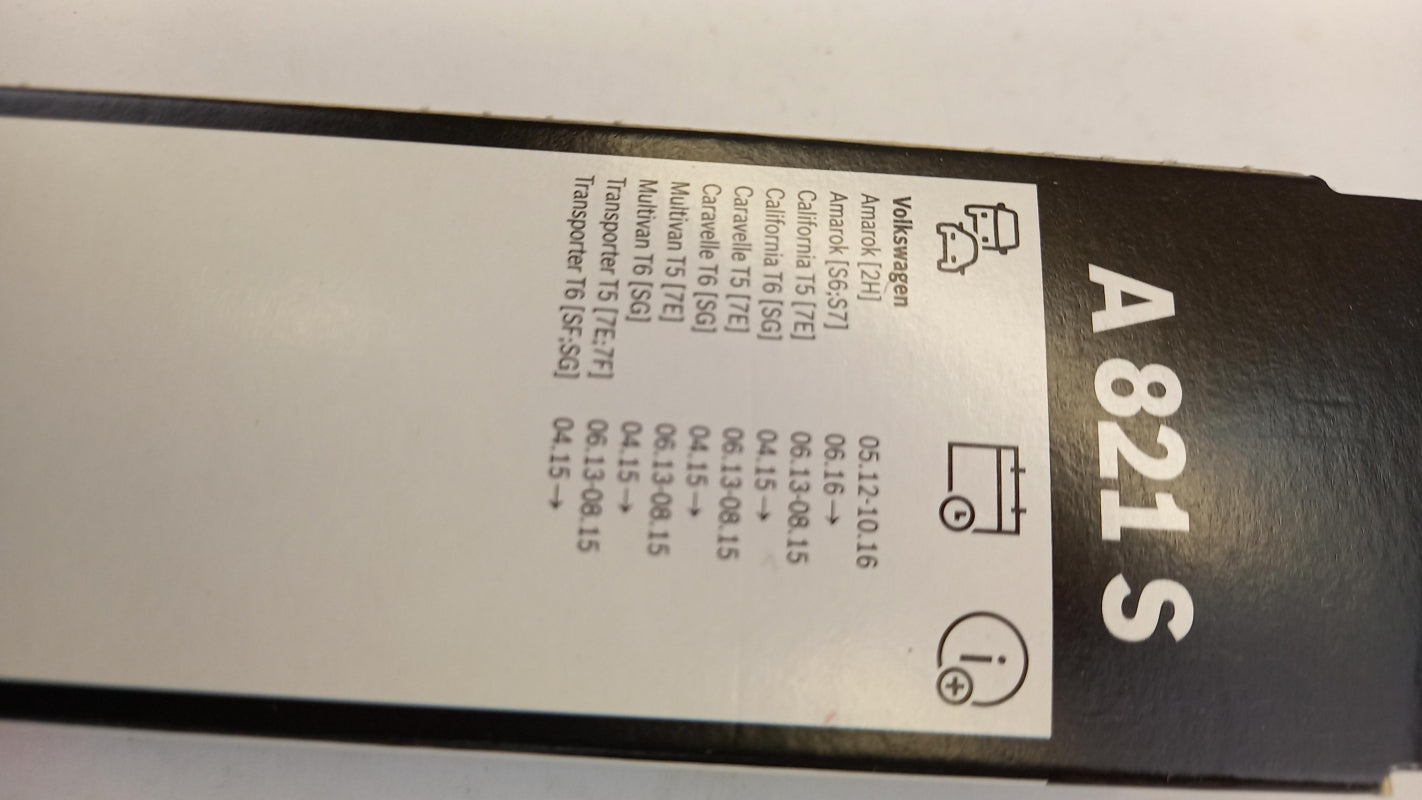 A 821 S
Volkswagen
Amarok [2H] 05.12-10.16
Amarok [S6;S7] 06.16→
California T5 [7E] 06.13-08.15
California T6 [SG] 04.15→
Caravelle T5 [7E] 06.13-08.15
Caravelle T6 [SG] 04.15→
Multivan T5 [7E] 06.13-08.15
Multivan T6 [SG] 04.15→
Transporter T5 [7E;7F] 06.13-08.15
Transporter T6 [SF;SG] 04.15→